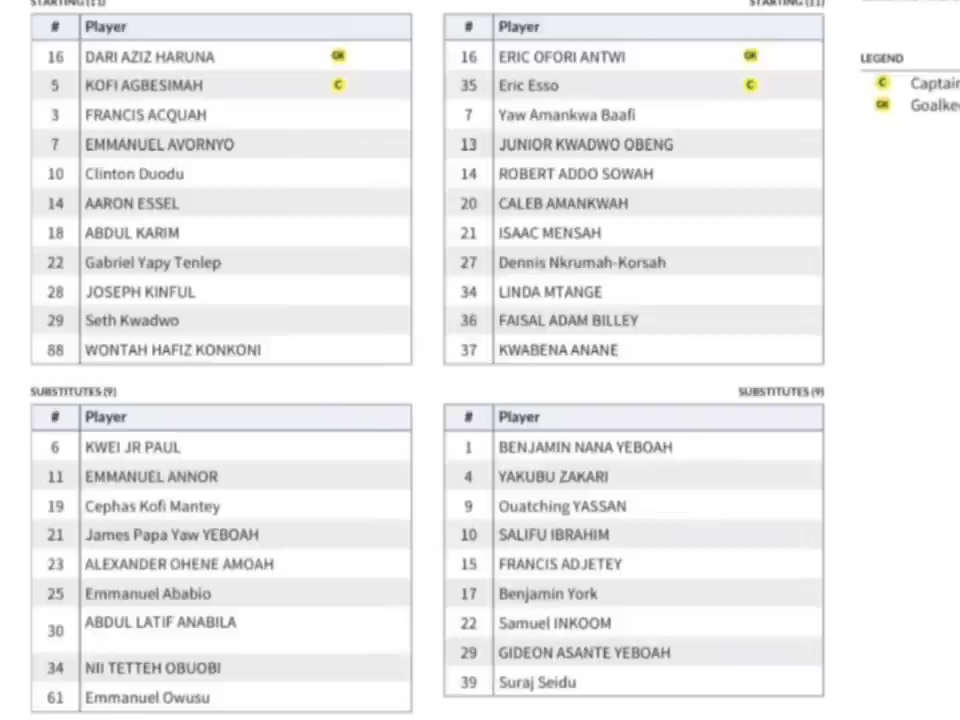 STARTING (11)
# Player
16 DARI AZIZ HARUNA GK
5 KOFI AGBESIMAH C
3 FRANCIS ACQUAH
7 EMMANUEL AVORNYO
10 Clinton Duodu
14 AARON ESSEL
18 ABDUL KARIM
22 Gabriel Yapy Tenlep
28 JOSEPH KINFUL
29 Seth Kwadwo
88 WONTAH HAFIZ KONKONI
SUBSTITUTES (9)
# Player
6 KWEI JR PAUL
11 EMMANUEL ANNOR
19 Cephas Kofi Mantey
21 James Papa Yaw YEBOAH
23 ALEXANDER OHENE AMOAH
25 Emmanuel Ababio
30 ABDUL LATIF ANABILA
34 NII TETTEH OBUOBI
61 Emmanuel Owusu
STARTING (11)
# Player
16 ERIC OFORI ANTWI GK
35 Eric Esso C
7 Yaw Amankwa Baafi
13 JUNIOR KWADWO OBENG
14 ROBERT ADDO SOWAH
20 CALEB AMANKWAH
21 ISAAC MENSAH
27 Dennis Nkrumah-Korsah
34 LINDA MTANGE
36 FAISAL ADAM BILLEY
37 KWABENA ANANE
SUBSTITUTES (9)
# Player
1 BENJAMIN NANA YEBOAH
4 YAKUBU ZAKARI
9 Ouatching YASSAN
10 SALIFU IBRAHIM
15 FRANCIS ADJETEY
17 Benjamin York
22 Samuel INKOOM
29 GIDEON ASANTE YEBOAH
39 Suraj Seidu
LEGEND
C Captain
GK Goalke